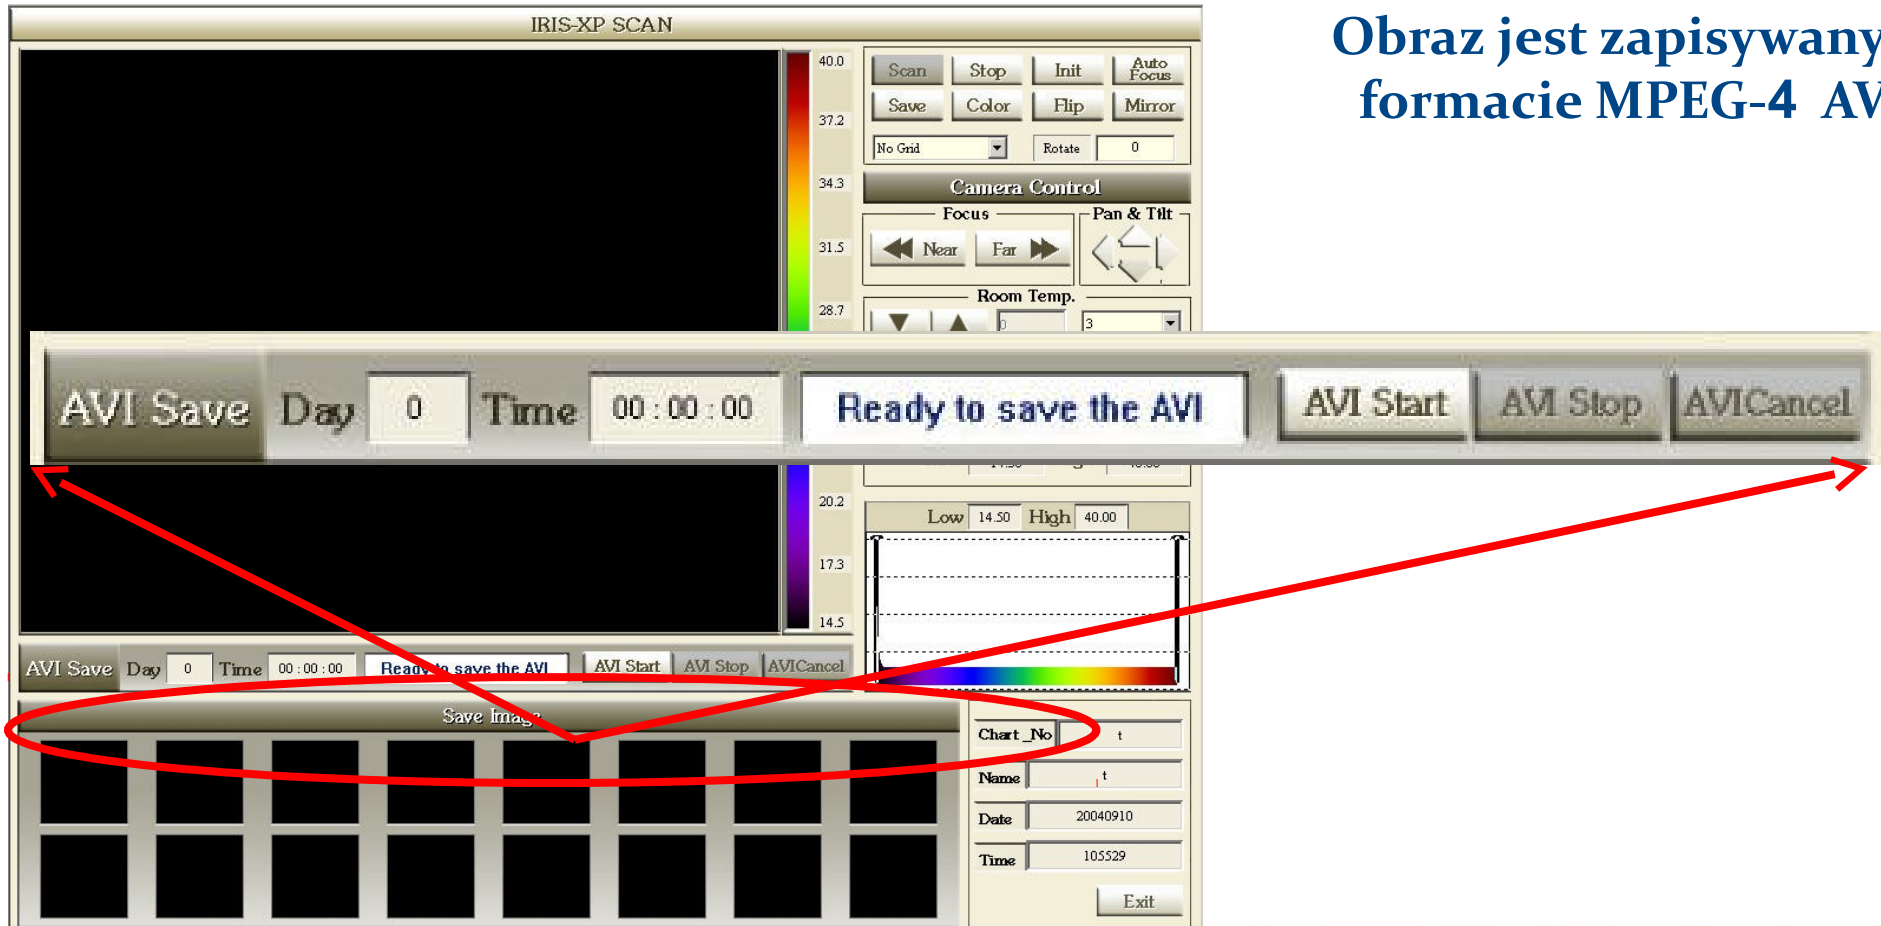 IRIS-XP SCAN
Obraz jest zapisywany
formacie MPEG-4 AV
40.0
37.2
34.3
31.5
28.7
20.2
17.3
14.5
Scan Stop Init Auto Focus
Save Color Flip Mirror
No Grid Rotate 0
Camera Control
Focus Pan & Tilt
Near Far
Room Temp.
0 3
AVI Save Day 0 Time 00:00:00 Ready to save the AVI AVI Start AVI Stop AVICancel
Low 14.50 High 40.00
AVI Save Day 0 Time 00:00:00 Ready to save the AVI AVI Start AVI Stop AVICancel
Save Image
Chart_No t
Name t
Date 20040910
Time 105529
Exit